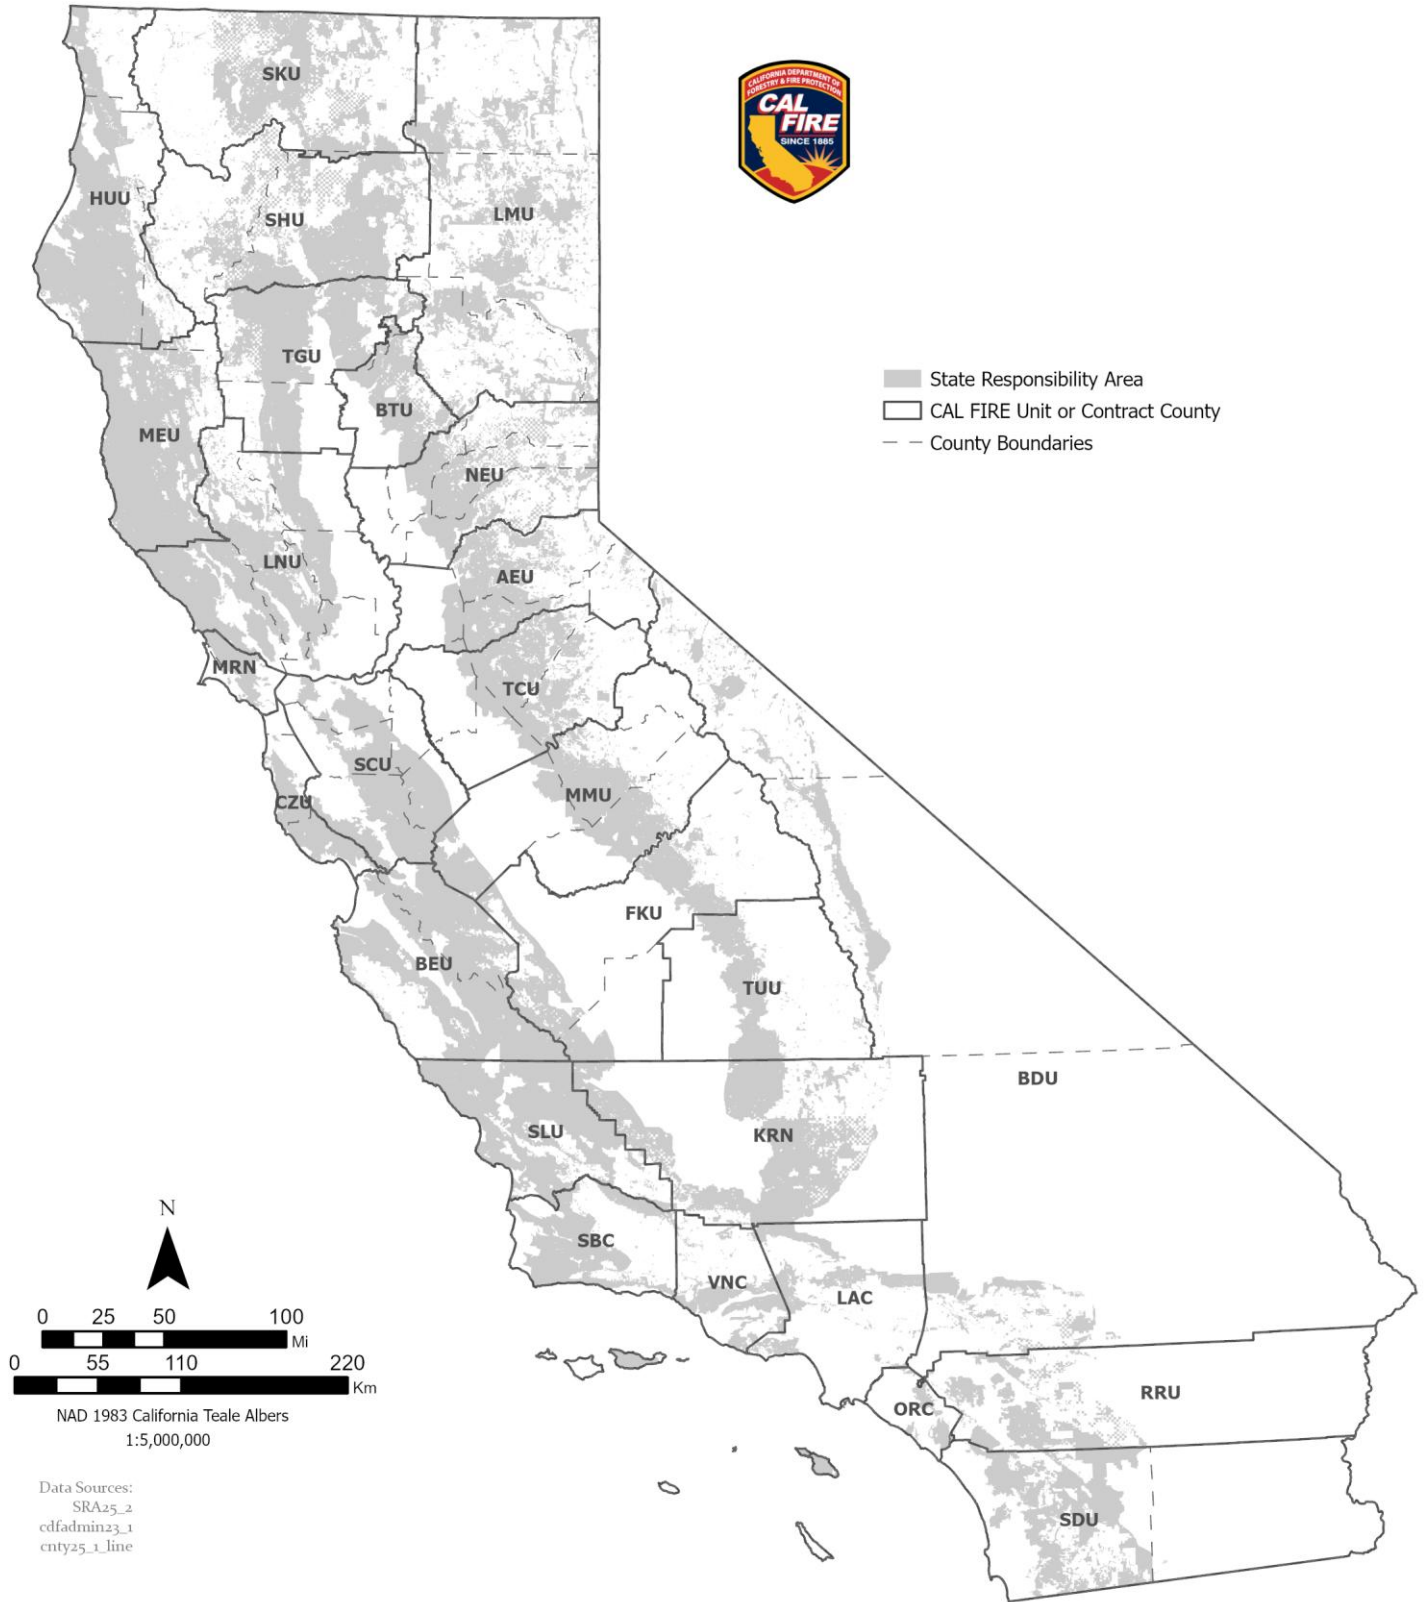 CALIFORNIA DEPARTMENT OF
FORESTRY & FIRE PROTECTION
CAL
FIRE
SINCE 1885
SKU
HUU
SHU
LMU
TGU
State Responsibility Area
BTU
CAL FIRE Unit or Contract County
MEU
County Boundaries
NEU
LNU
AEU
MRN
TCU
SCU
CZU
MMU
FKU
BEU
TUU
BDU
SLU
KRN
SBC
VNC
LAC
RRU
ORC
SDU
N
0 25 50 100
Mi
0 55 110 220
Km
NAD 1983 California Teale Albers
1:5,000,000
Data Sources:
SRA25_2
cdfadmin23_1
cnty25_1_line